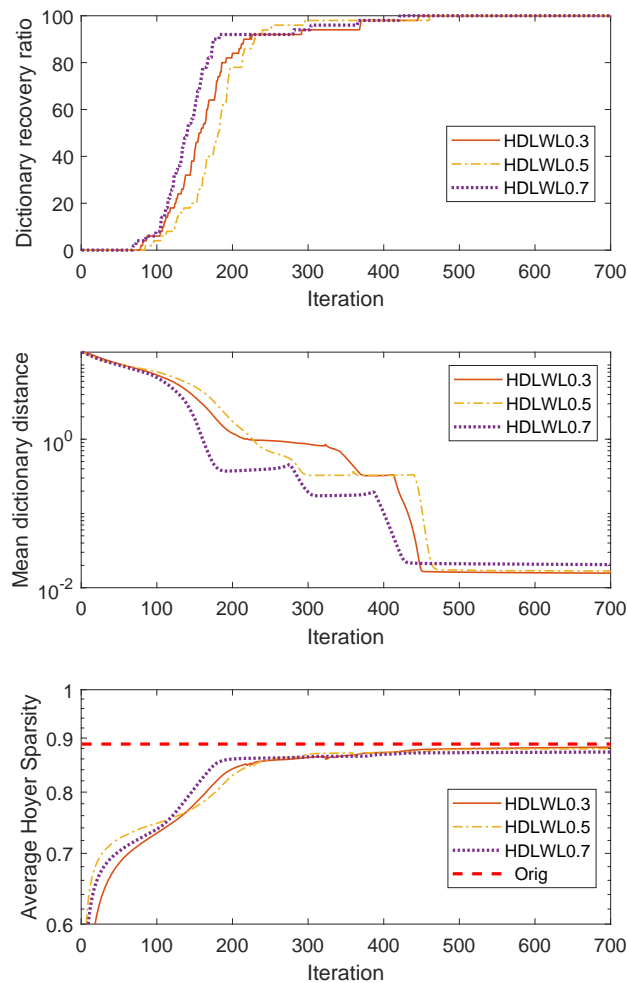 Dictionary recovery ratio
100
80
60
40
20
0
HDLWL0.3
HDLWL0.5
HDLWL0.7
0 100 200 300 400 500 600 700
Iteration
Mean dictionary distance
10^0
10^-2
HDLWL0.3
HDLWL0.5
HDLWL0.7
0 100 200 300 400 500 600 700
Iteration
Average Hoyer Sparsity
1
0.9
0.8
0.7
0.6
HDLWL0.3
HDLWL0.5
HDLWL0.7
Orig
0 100 200 300 400 500 600 700
Iteration